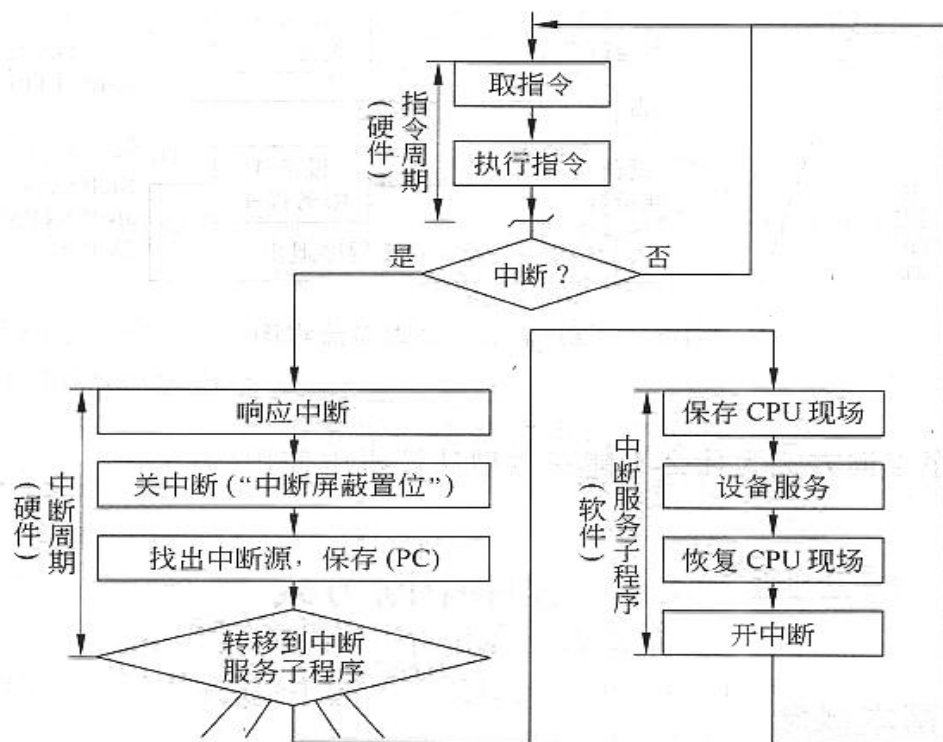 取指令
执行指令
指令周期
(硬件)
中断？
是
否
响应中断
关中断(“中断屏蔽置位”)
找出中断源，保存(PC)
转移到中断
服务子程序
中断周期
(硬件)
保存 CPU 现场
设备服务
恢复 CPU 现场
开中断
中断服务子程序
(软件)